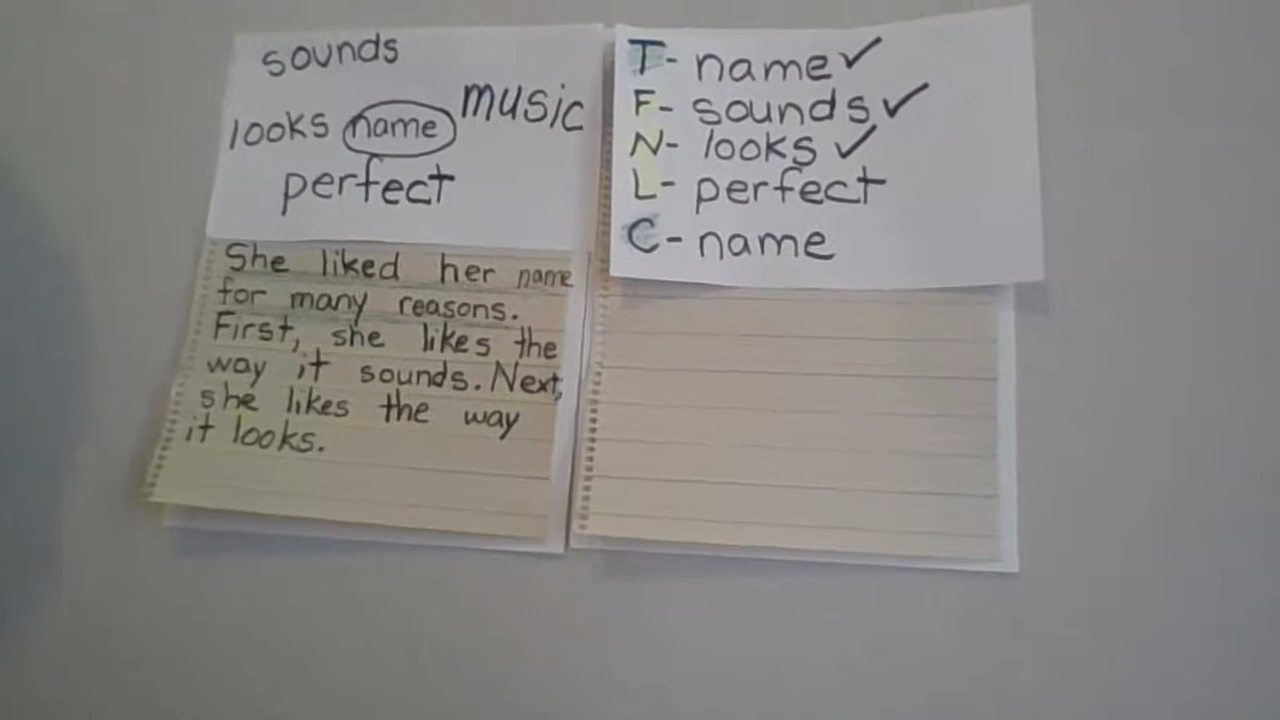 sounds
looks name music
perfect
She liked her name
for many reasons.
First, she likes the
way it sounds. Next,
she likes the way
it looks.
T- name ✓
F- sounds ✓
N- looks ✓
L- perfect
C- name